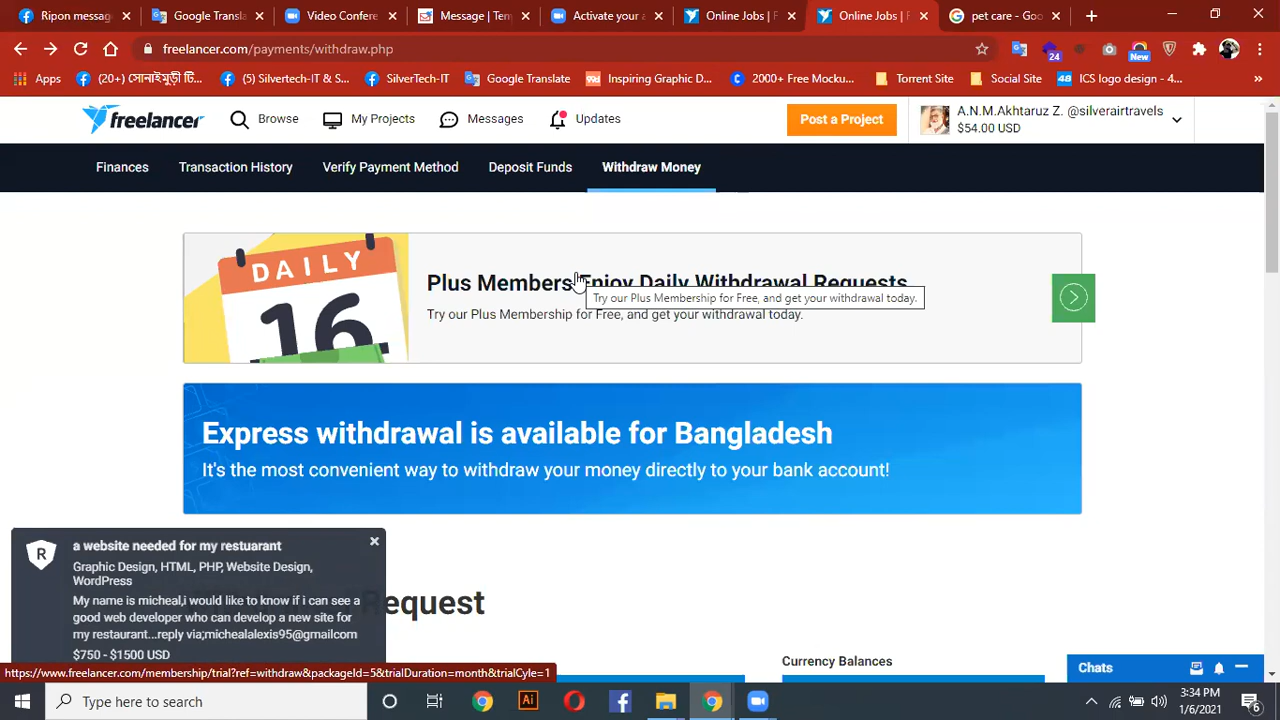 Ripon messag
Google Transla
Video Confere
Message | Tem
Activate your a
Online Jobs | F
Online Jobs | F
pet care - Goo
freelancer.com/payments/withdraw.php
24
New
Apps
(20+) সোনাইমুড়ী টি...
(5) Silvertech-IT & S...
SilverTech-IT
Google Translate
Inspiring Graphic D...
2000+ Free Mocku...
Torrent Site
Social Site
48
ICS logo design - 4...
»
freelancer
Browse
My Projects
Messages
Updates
Post a Project
A.N.M.Akhtaruz Z. @silverairtravels
$54.00 USD
Finances
Transaction History
Verify Payment Method
Deposit Funds
Withdraw Money
DAILY
16
Plus Members Enjoy Daily Withdrawal Requests
Try our Plus Membership for Free, and get your withdrawal today.
Try our Plus Membership for Free, and get your withdrawal today.
Express withdrawal is available for Bangladesh
It's the most convenient way to withdraw your money directly to your bank account!
R
a website needed for my restuarant
Graphic Design, HTML, PHP, Website Design,
WordPress
My name is micheal,i would like to know if i can see a
good web developer who can develop a new site for
my restaurant...reply via;michealalexis95@gmailcom
$750 - $1500 USD
Request
Currency Balances
https://www.freelancer.com/membership/trial?ref=withdraw&packageId=5&trialDuration=month&trialCyle=1
Chats
Type here to search
Ai
3:34 PM
1/6/2021
6